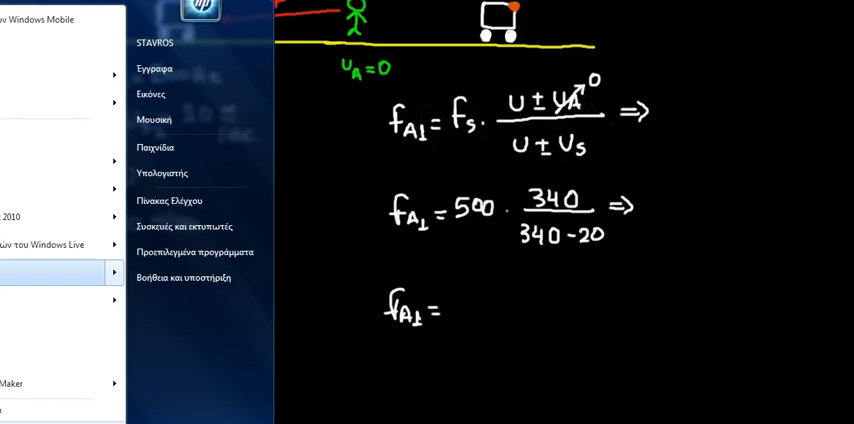 ων Windows Mobile
STAVROS
Έγγραφα
Εικόνες
Μουσική
Παιχνίδια
Υπολογιστής
Πίνακας Ελέγχου
2010
Συσκευές και εκτυπωτές
ών του Windows Live
Προεπιλεγμένα προγράμματα
Βοήθεια και υποστήριξη
Maker
hp
υA = 0
fA1 = fs · (υ ± υA→0) / (υ ± υs) ⇒
fA1 = 500 · 340 / (340 - 20) ⇒
fA1 =